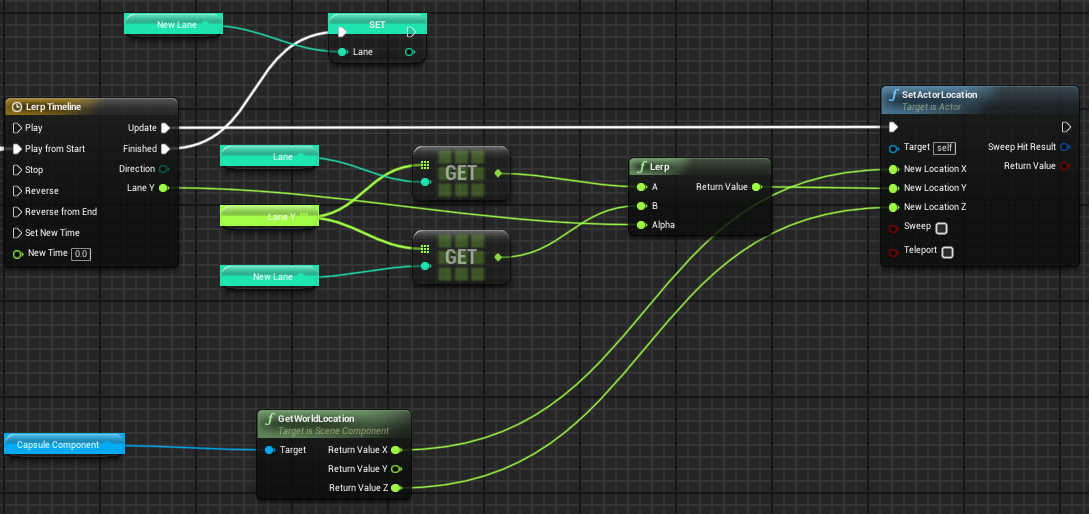 New Lane
SET
Lane
Lerp Timeline
Play
Update
Play from Start
Finished
Stop
Direction
Reverse
Lane Y
Reverse from End
Set New Time
New Time 0.0
Lane
GET
Lane Y
GET
New Lane
Lerp
A
Return Value
B
Alpha
SetActorLocation
Target is Actor
Target self
Sweep Hit Result
New Location X
Return Value
New Location Y
New Location Z
Sweep
Teleport
Capsule Component
GetWorldLocation
Target is Scene Component
Target
Return Value X
Return Value Y
Return Value Z